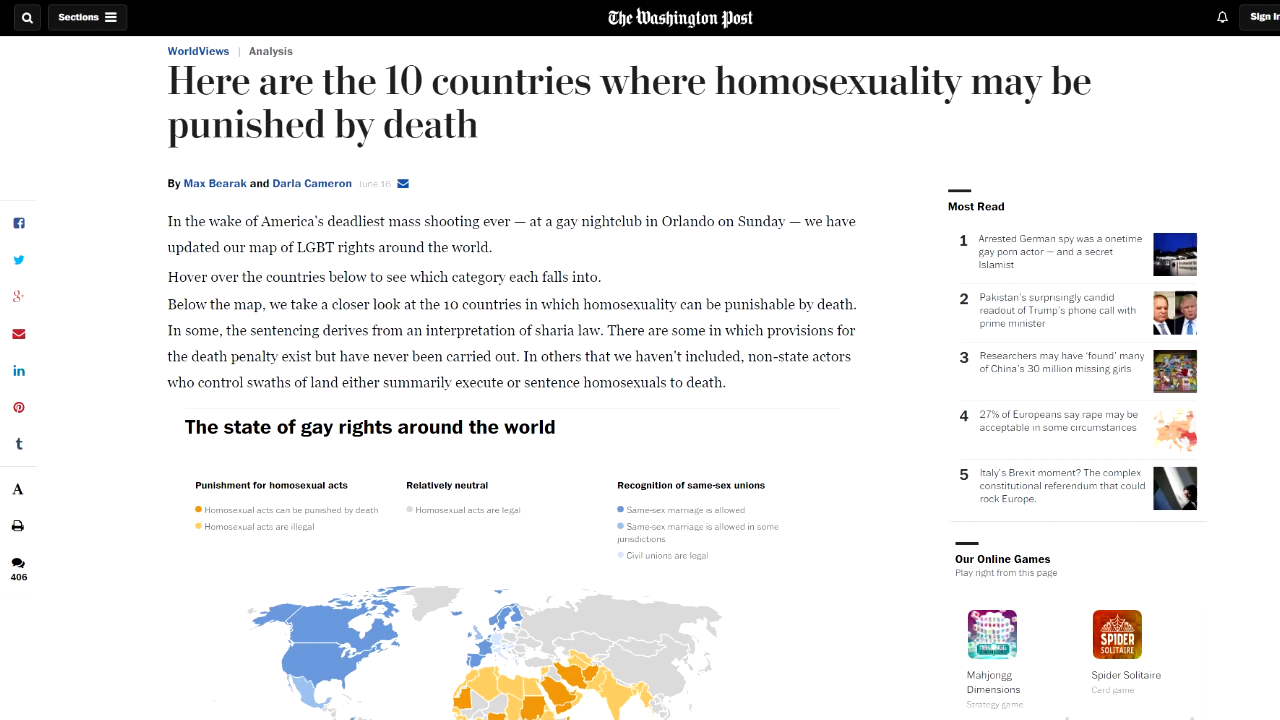 Sections
The Washington Post
Sign In
WorldViews | Analysis
Here are the 10 countries where homosexuality may be
punished by death
By Max Bearak and Darla Cameron June 16
In the wake of America's deadliest mass shooting ever — at a gay nightclub in Orlando on Sunday — we have
updated our map of LGBT rights around the world.
Hover over the countries below to see which category each falls into.
Below the map, we take a closer look at the 10 countries in which homosexuality can be punishable by death.
In some, the sentencing derives from an interpretation of sharia law. There are some in which provisions for
the death penalty exist but have never been carried out. In others that we haven't included, non-state actors
who control swaths of land either summarily execute or sentence homosexuals to death.
The state of gay rights around the world
Punishment for homosexual acts
Homosexual acts can be punished by death
Homosexual acts are illegal
Relatively neutral
Homosexual acts are legal
Recognition of same-sex unions
Same-sex marriage is allowed
Same-sex marriage is allowed in some
jurisdictions
Civil unions are legal
A
406
Most Read
1 Arrested German spy was a onetime
gay porn actor — and a secret
Islamist
2 Pakistan's surprisingly candid
readout of Trump's phone call with
prime minister
3 Researchers may have 'found' many
of China's 30 million missing girls
4 27% of Europeans say rape may be
acceptable in some circumstances
5 Italy's Brexit moment? The complex
constitutional referendum that could
rock Europe.
Our Online Games
Play right from this page
SPIDER
SOLITAIRE
Mahjongg
Dimensions
Strategy game
Spider Solitaire
Card game